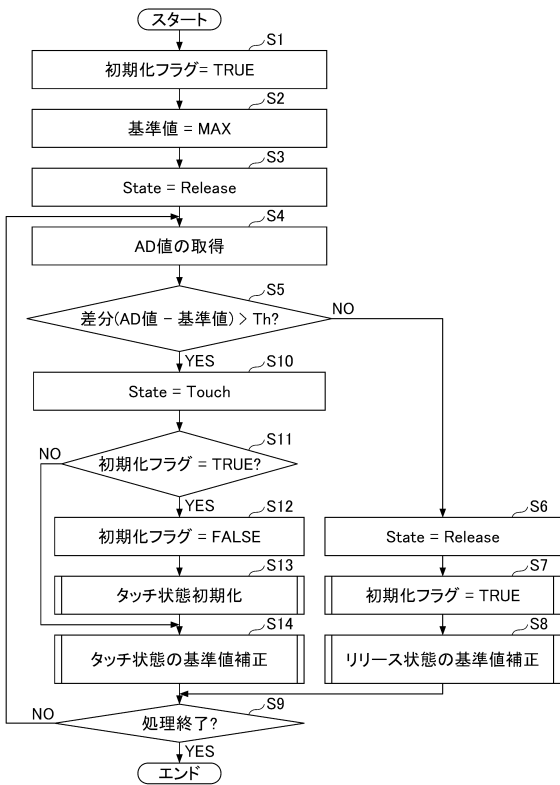 スタート
S1
初期化フラグ= TRUE
S2
基準値 = MAX
S3
State = Release
S4
AD値の取得
S5
差分(AD値 − 基準値) > Th?
NO
YES
S10
State = Touch
S11
初期化フラグ = TRUE?
NO
YES
S12
初期化フラグ = FALSE
S13
タッチ状態初期化
S14
タッチ状態の基準値補正
S6
State = Release
S7
初期化フラグ = TRUE
S8
リリース状態の基準値補正
S9
処理終了?
NO
YES
エンド